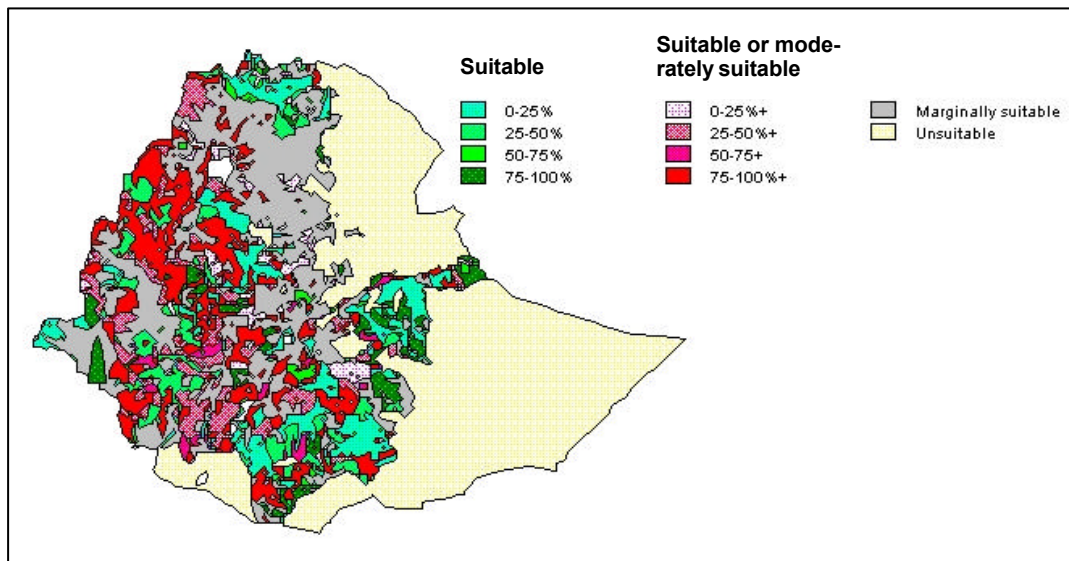 Suitable
0-25%
25-50%
50-75%
75-100%
Suitable or mode-
rately suitable
0-25%+
25-50%+
50-75+
75-100%+
Marginally suitable
Unsuitable